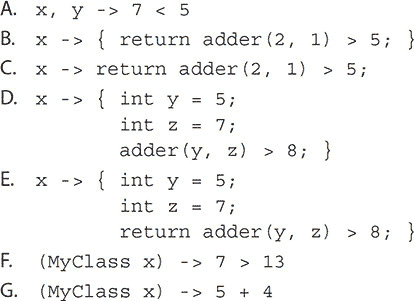 A. x, y -> 7 < 5
B. x -> { return adder(2, 1) > 5; }
C. x -> return adder(2, 1) > 5;
D. x -> { int y = 5;
int z = 7;
adder(y, z) > 8; }
E. x -> { int y = 5;
int z = 7;
return adder(y, z) > 8; }
F. (MyClass x) -> 7 > 13
G. (MyClass x) -> 5 + 4